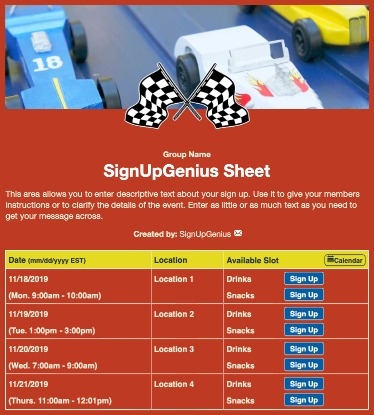 18
Group Name
SignUpGenius Sheet
This area allows you to enter descriptive text about your sign up. Use it to give your members
instructions or to clarify the details of the event. Enter as little or as much text as you need to
get your message across.
Created by: SignUpGenius
Date (mm/dd/yyyy EST) Location Available Slot Calendar
11/18/2019 Location 1 Drinks Sign Up
(Mon. 9:00am - 10:00am) Snacks Sign Up
11/19/2019 Location 2 Drinks Sign Up
(Tue. 1:00pm - 3:00pm) Snacks Sign Up
11/20/2019 Location 3 Drinks Sign Up
(Wed. 7:00am - 9:00am) Snacks Sign Up
11/21/2019 Location 4 Drinks Sign Up
(Thurs. 11:00am - 12:01pm) Snacks Sign Up